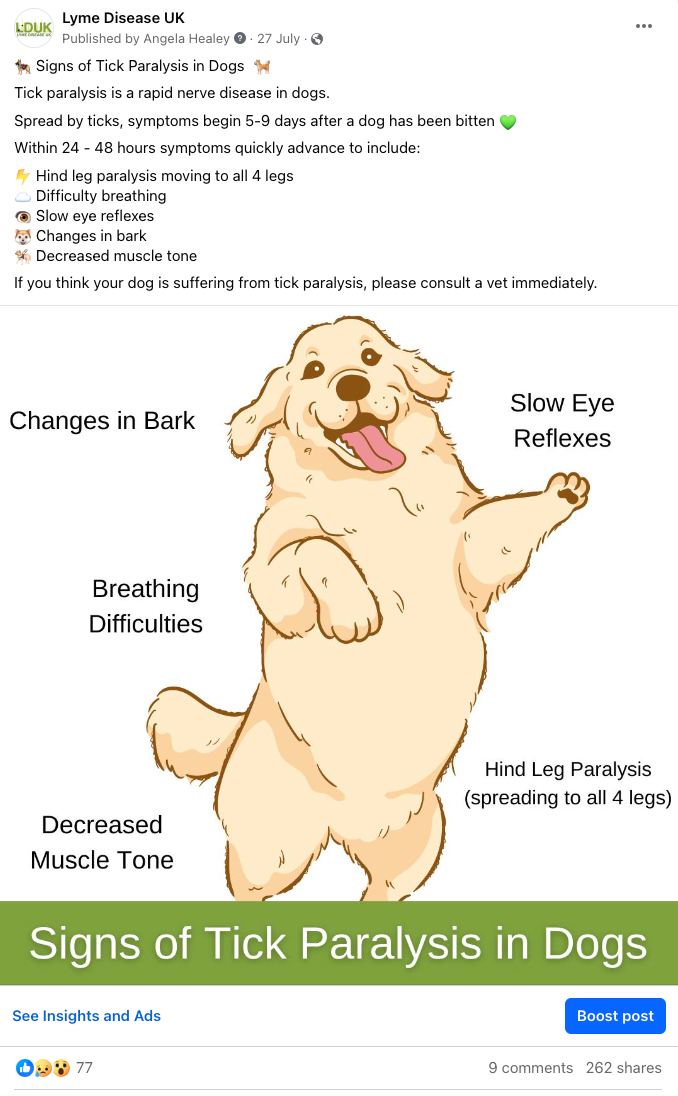 LDUK
LYME DISEASE UK
Lyme Disease UK
Published by Angela Healey · 27 July ·
Signs of Tick Paralysis in Dogs
Tick paralysis is a rapid nerve disease in dogs.
Spread by ticks, symptoms begin 5-9 days after a dog has been bitten 💚
Within 24 - 48 hours symptoms quickly advance to include:
⚡ Hind leg paralysis moving to all 4 legs
☁️ Difficulty breathing
👁️ Slow eye reflexes
Changes in bark
Decreased muscle tone
If you think your dog is suffering from tick paralysis, please consult a vet immediately.
Changes in Bark
Slow Eye
Reflexes
Breathing
Difficulties
Hind Leg Paralysis
(spreading to all 4 legs)
Decreased
Muscle Tone
Signs of Tick Paralysis in Dogs
See Insights and Ads
Boost post
77
9 comments 262 shares